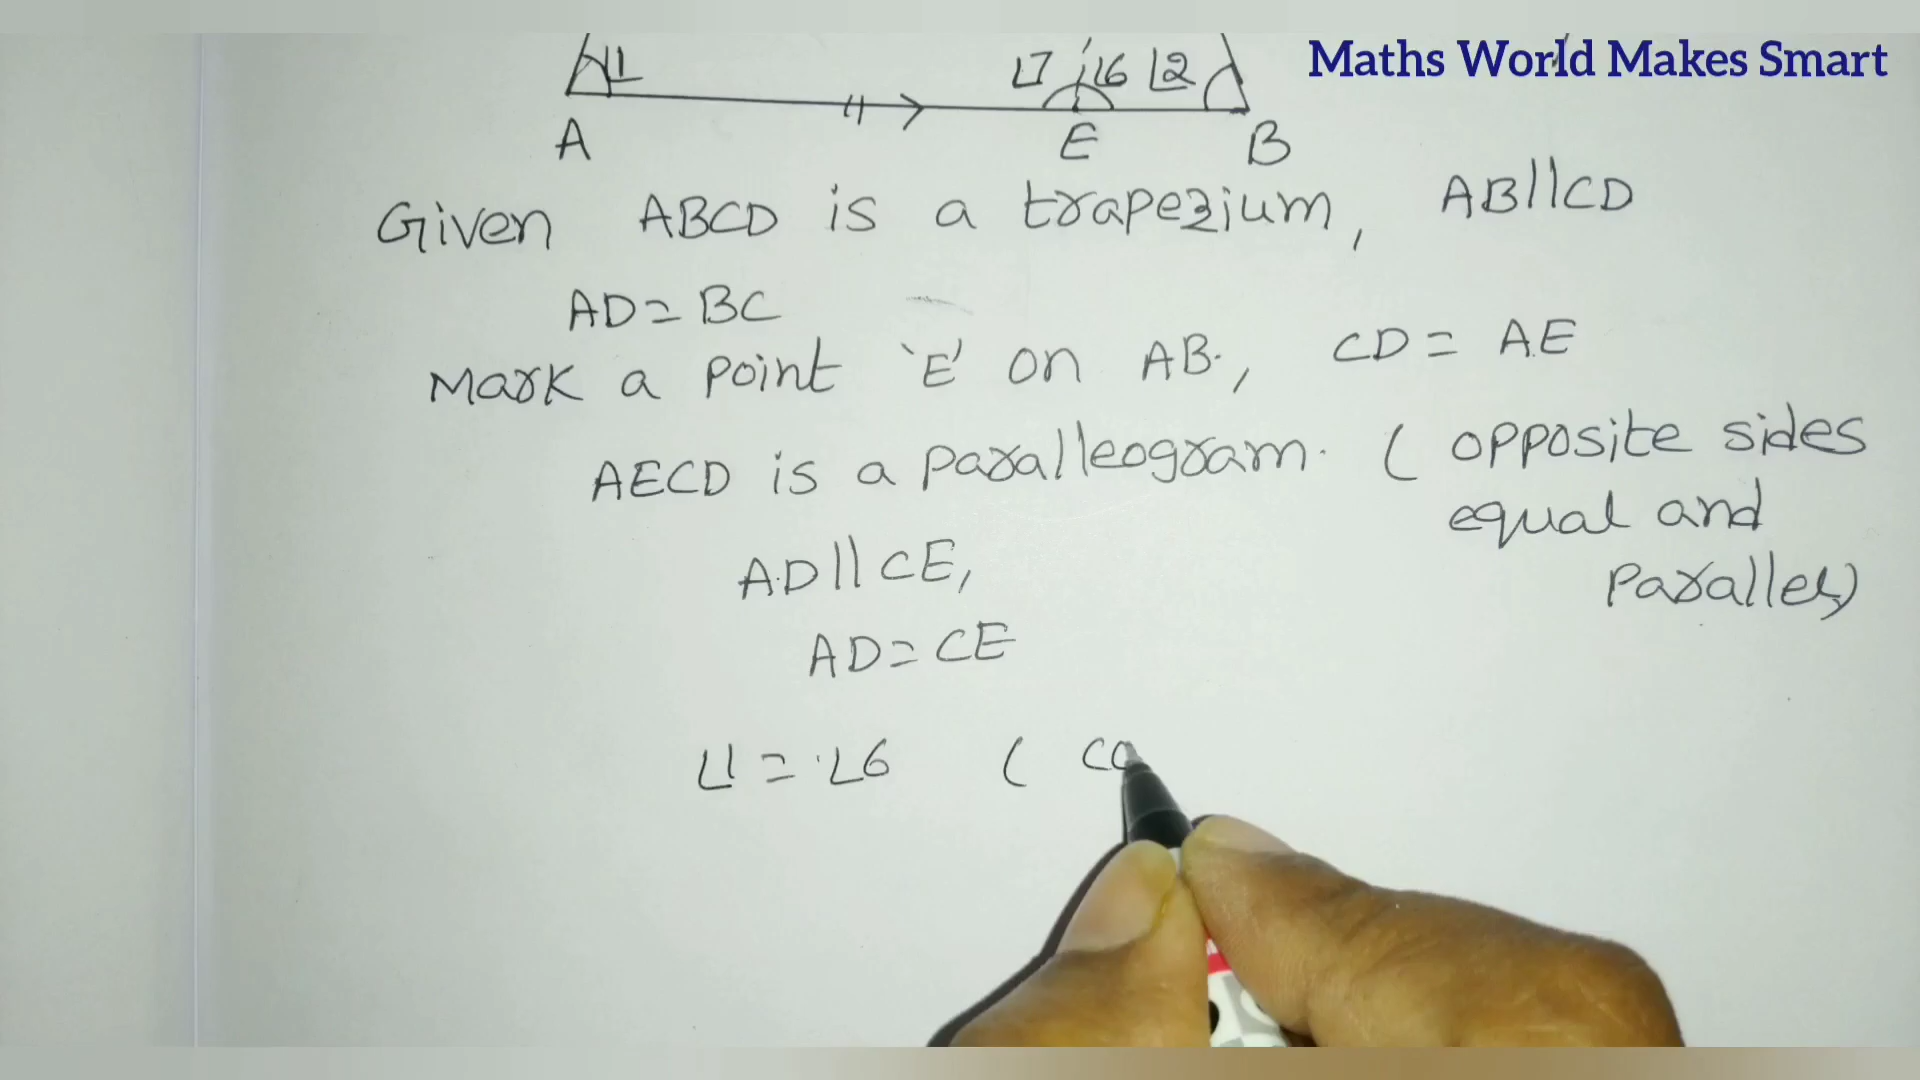 Maths World Makes Smart
∠1 ∠7 ∠6 ∠2
A E B
Given ABCD is a trapezium, AB||CD
AD = BC
Mark a point 'E' on AB., CD = AE
AECD is a paralleogram. ( opposite sides
equal and
parallel)
AD || CE,
AD = CE
∠1 = ∠6 ( co